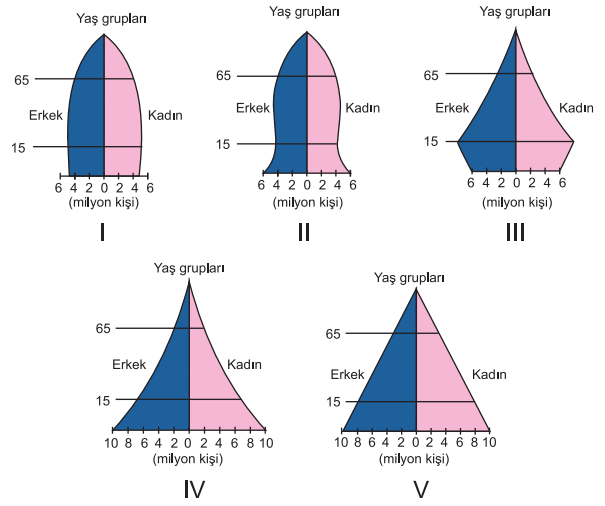 Yaş grupları
65
Erkek Kadın
15
6 4 2 0 2 4 6
(milyon kişi)
I
Yaş grupları
65
Erkek Kadın
15
6 4 2 0 2 4 6
(milyon kişi)
II
Yaş grupları
65
Erkek Kadın
15
6 4 2 0 2 4 6
(milyon kişi)
III
Yaş grupları
65
Erkek Kadın
15
10 8 6 4 2 0 2 4 6 8 10
(milyon kişi)
IV
Yaş grupları
65
Erkek Kadın
15
10 8 6 4 2 0 2 4 6 8 10
(milyon kişi)
V